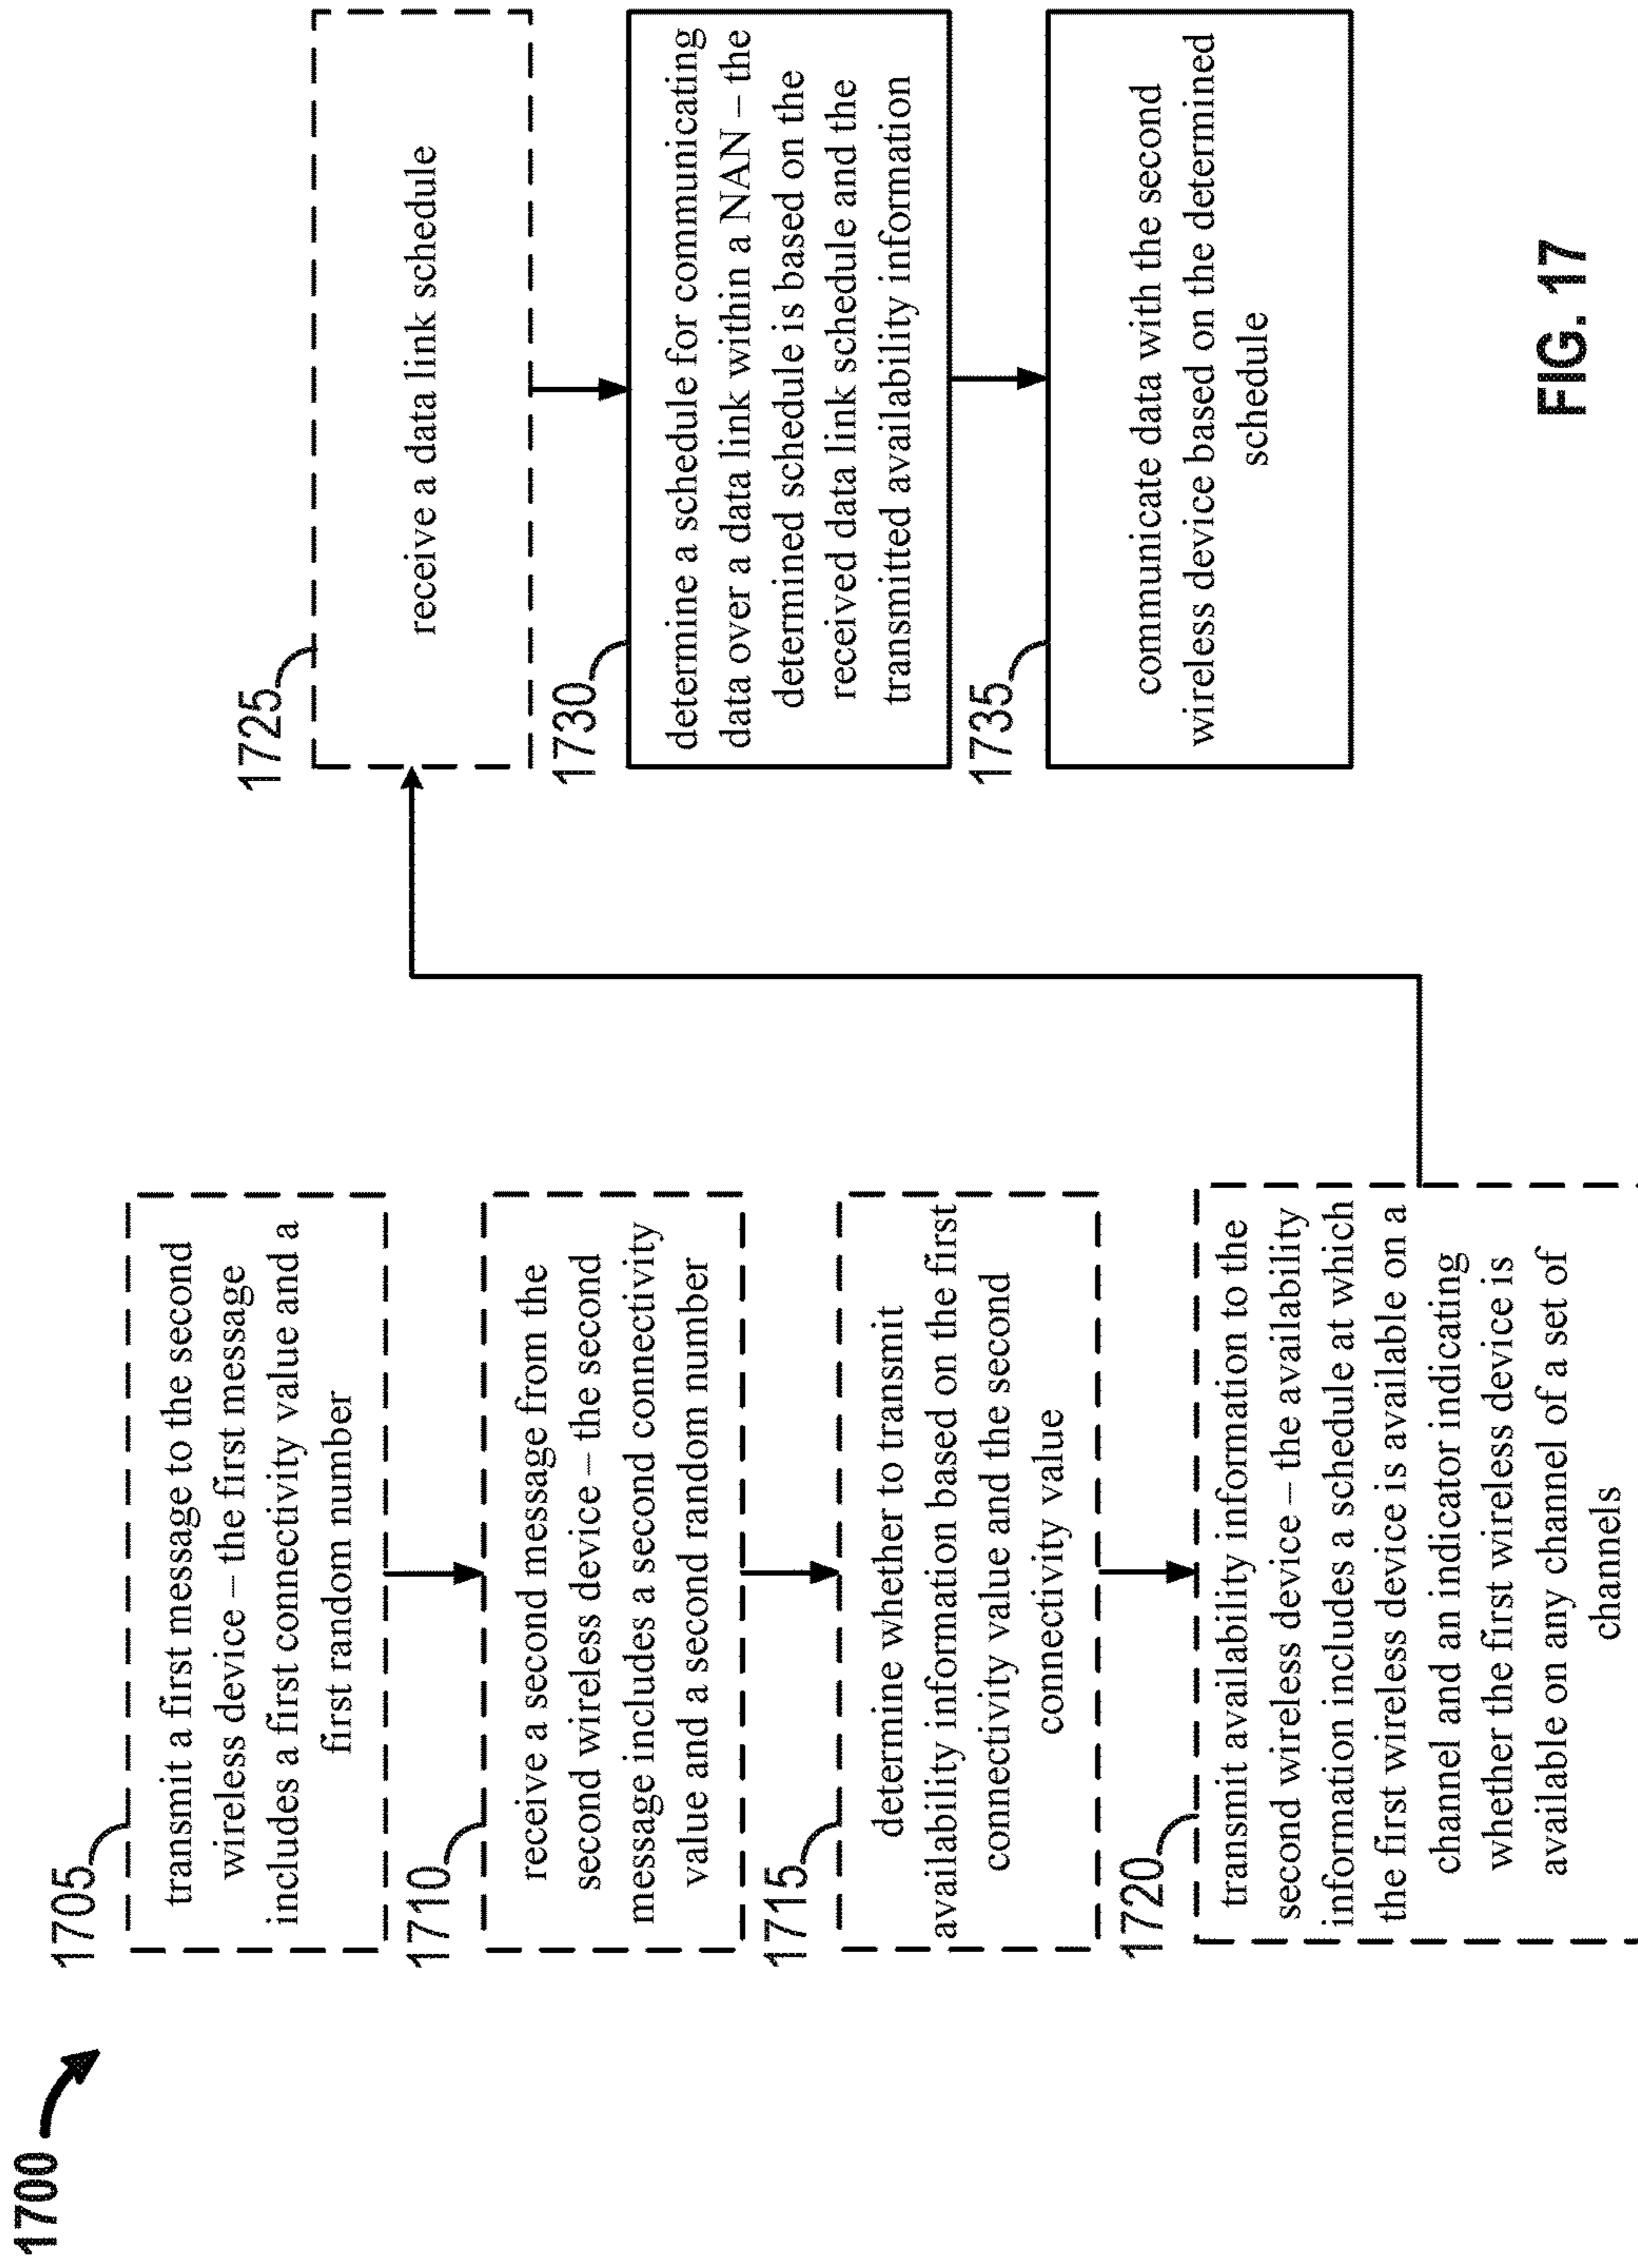 1700
1705
transmit a first message to the second
wireless device – the first message
includes a first connectivity value and a
first random number
1710
receive a second message from the
second wireless device – the second
message includes a second connectivity
value and a second random number
1715
determine whether to transmit
availability information based on the first
connectivity value and the second
connectivity value
1720
transmit availability information to the
second wireless device – the availability
information includes a schedule at which
the first wireless device is available on a
channel and an indicator indicating
whether the first wireless device is
available on any channel of a set of
channels
1725
receive a data link schedule
1730
determine a schedule for communicating
data over a data link within a NAN – the
determined schedule is based on the
received data link schedule and the
transmitted availability information
1735
communicate data with the second
wireless device based on the determined
schedule
FIG. 17